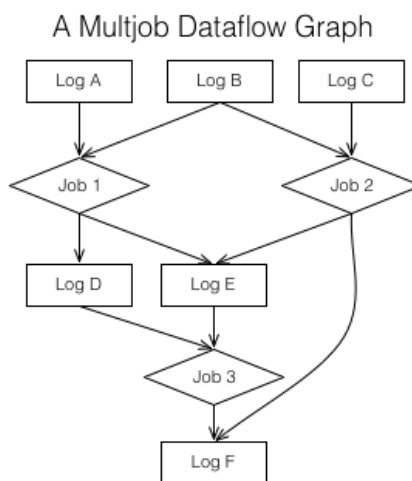 A Multjob Dataflow Graph
Log A
Log B
Log C
Job 1
Job 2
Log D
Log E
Job 3
Log F